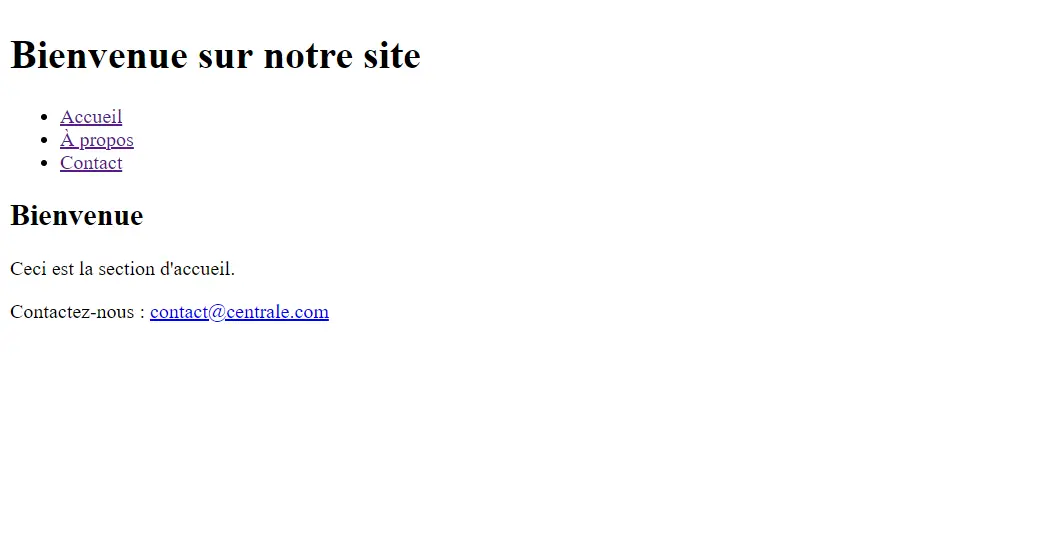 Bienvenue sur notre site
Accueil
À propos
Contact
Bienvenue
Ceci est la section d'accueil.
Contactez-nous : contact@centrale.com